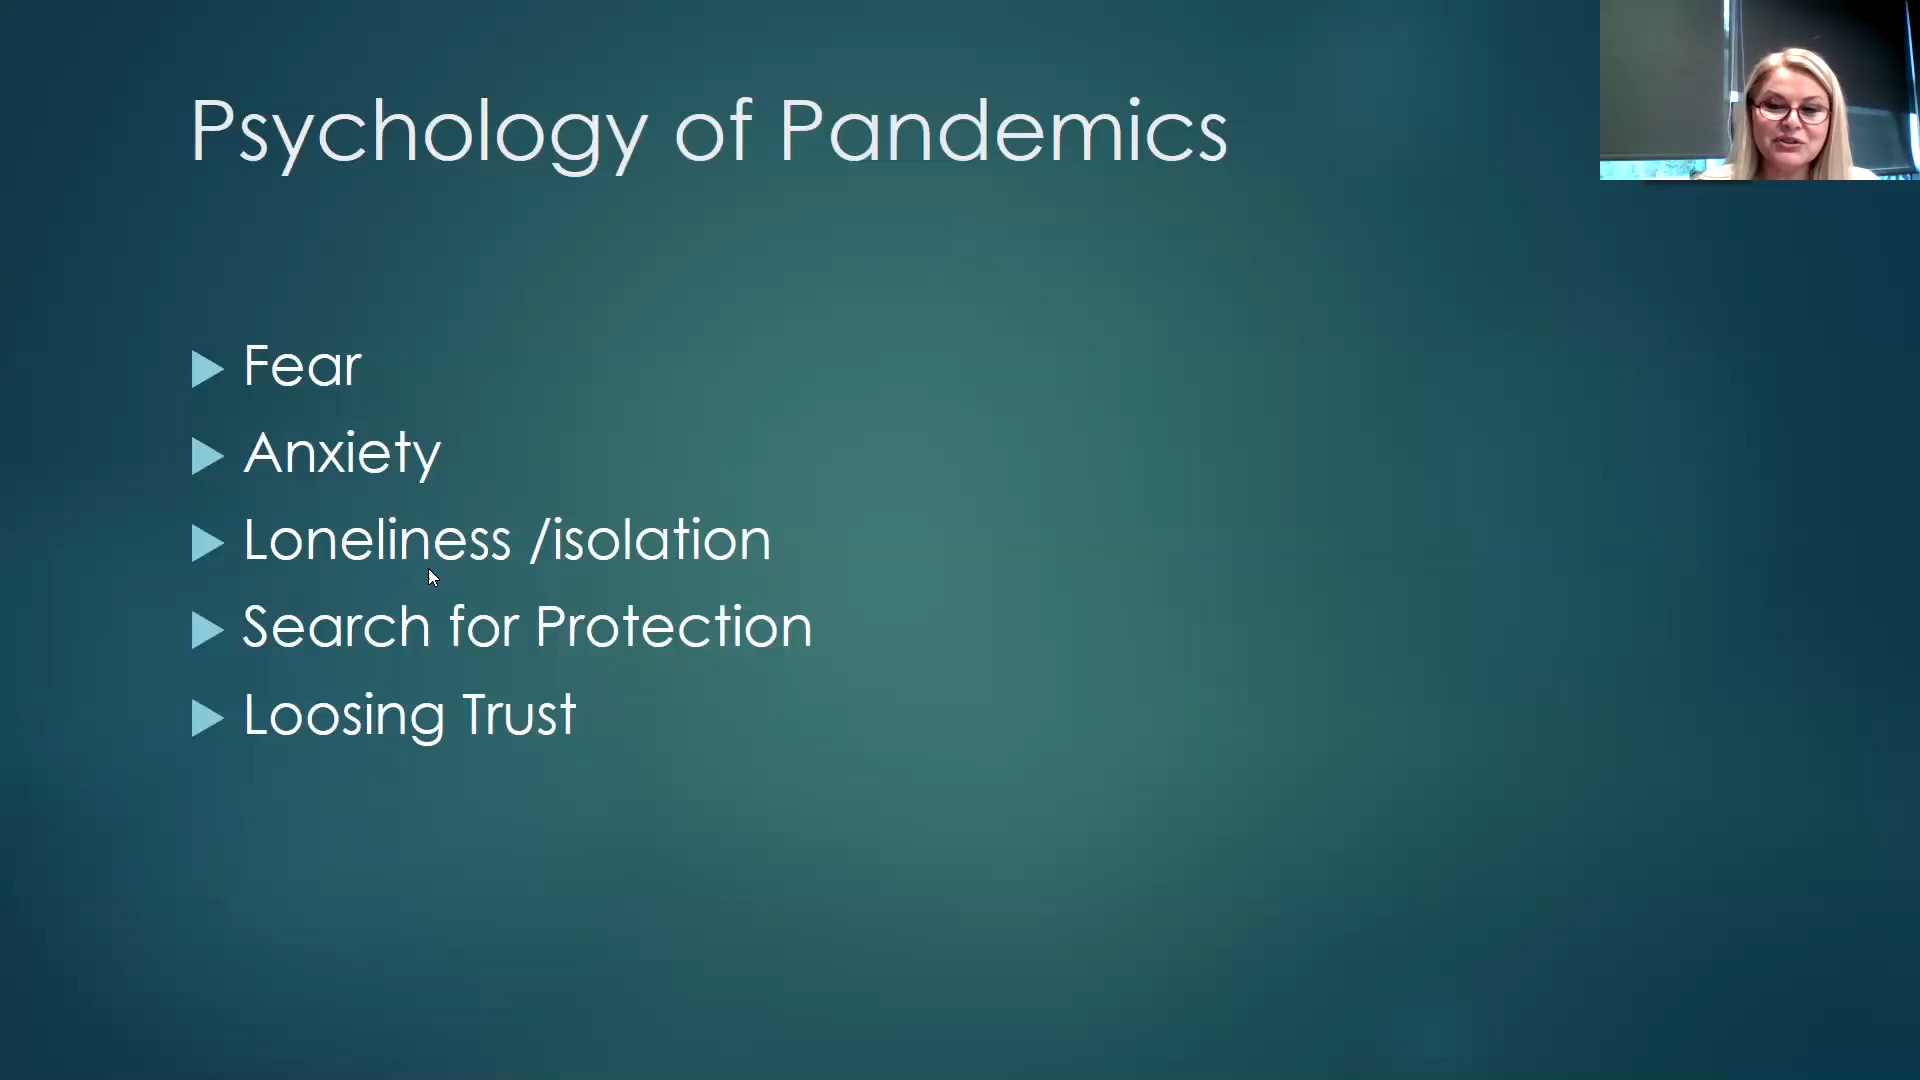 Psychology of Pandemics
Fear
Anxiety
Loneliness /isolation
Search for Protection
Loosing Trust